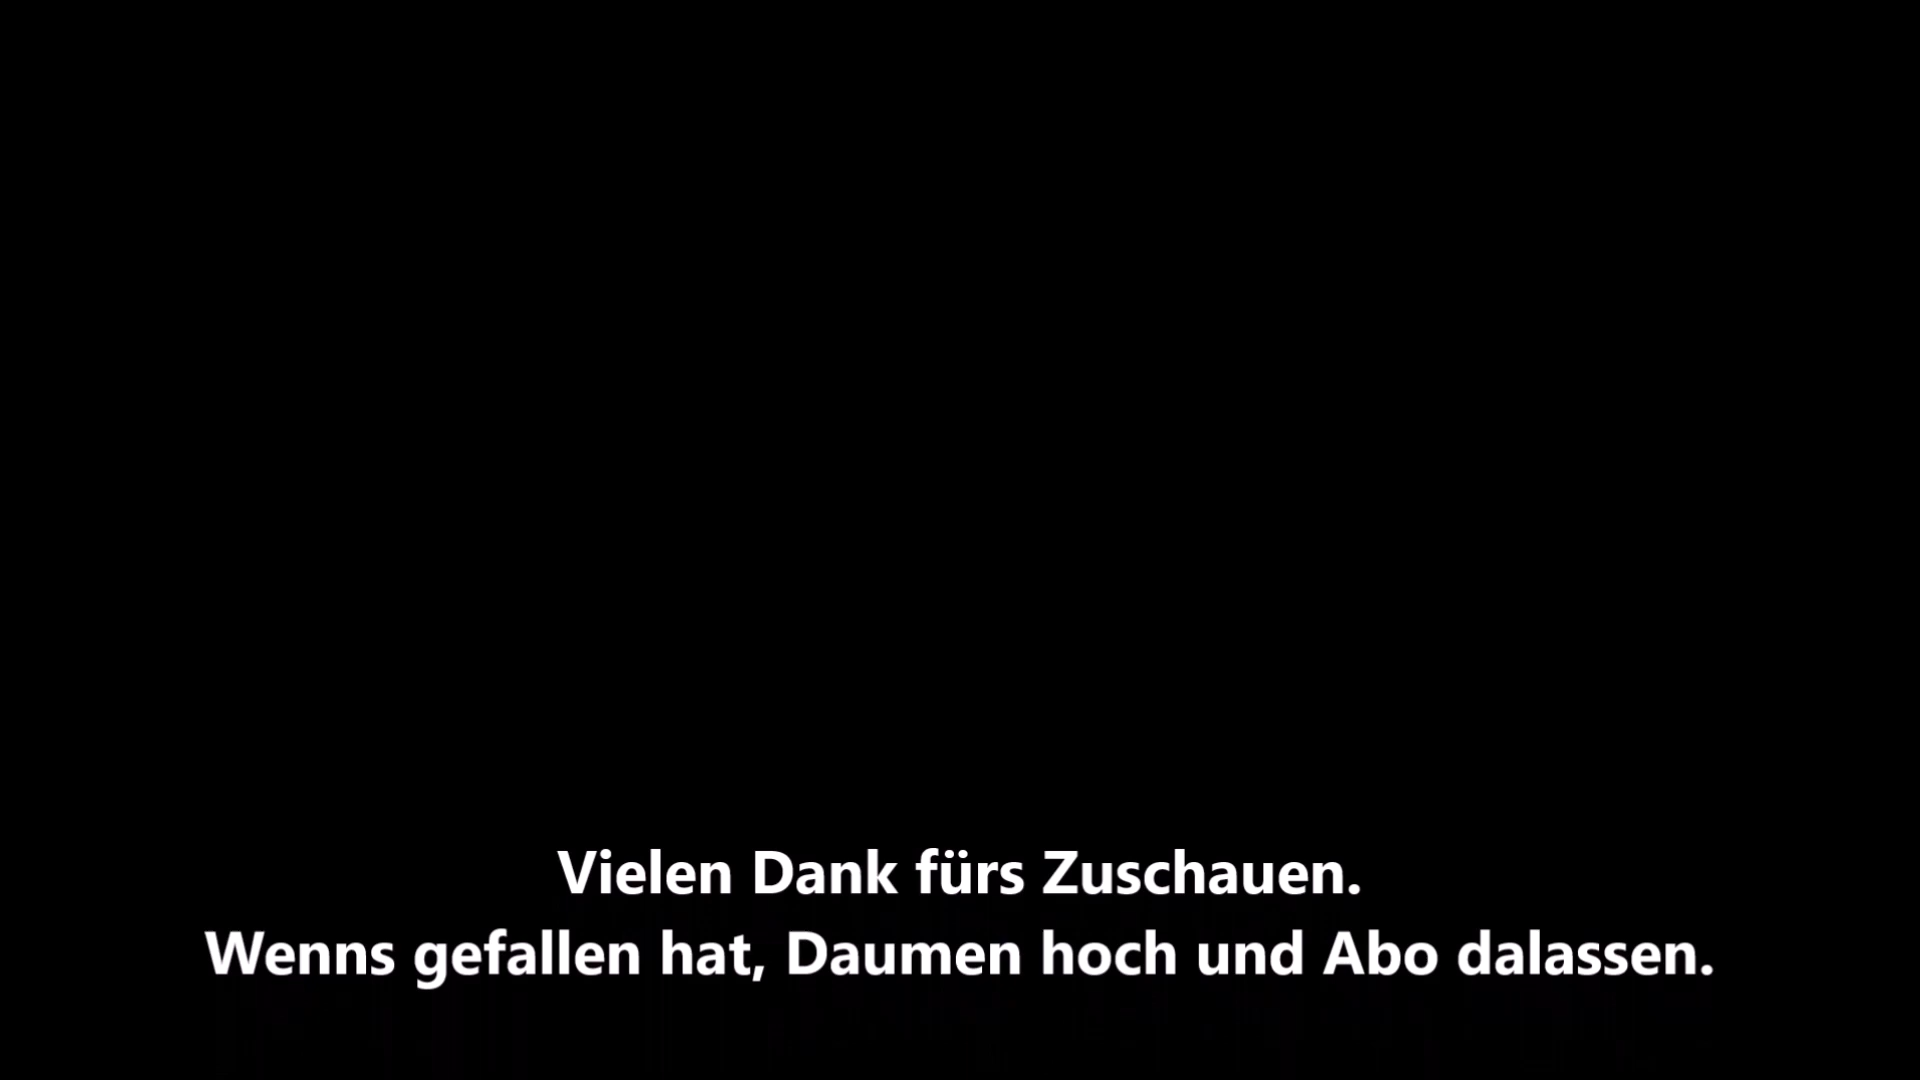 Vielen Dank fürs Zuschauen.
Wenns gefallen hat, Daumen hoch und Abo dalassen.